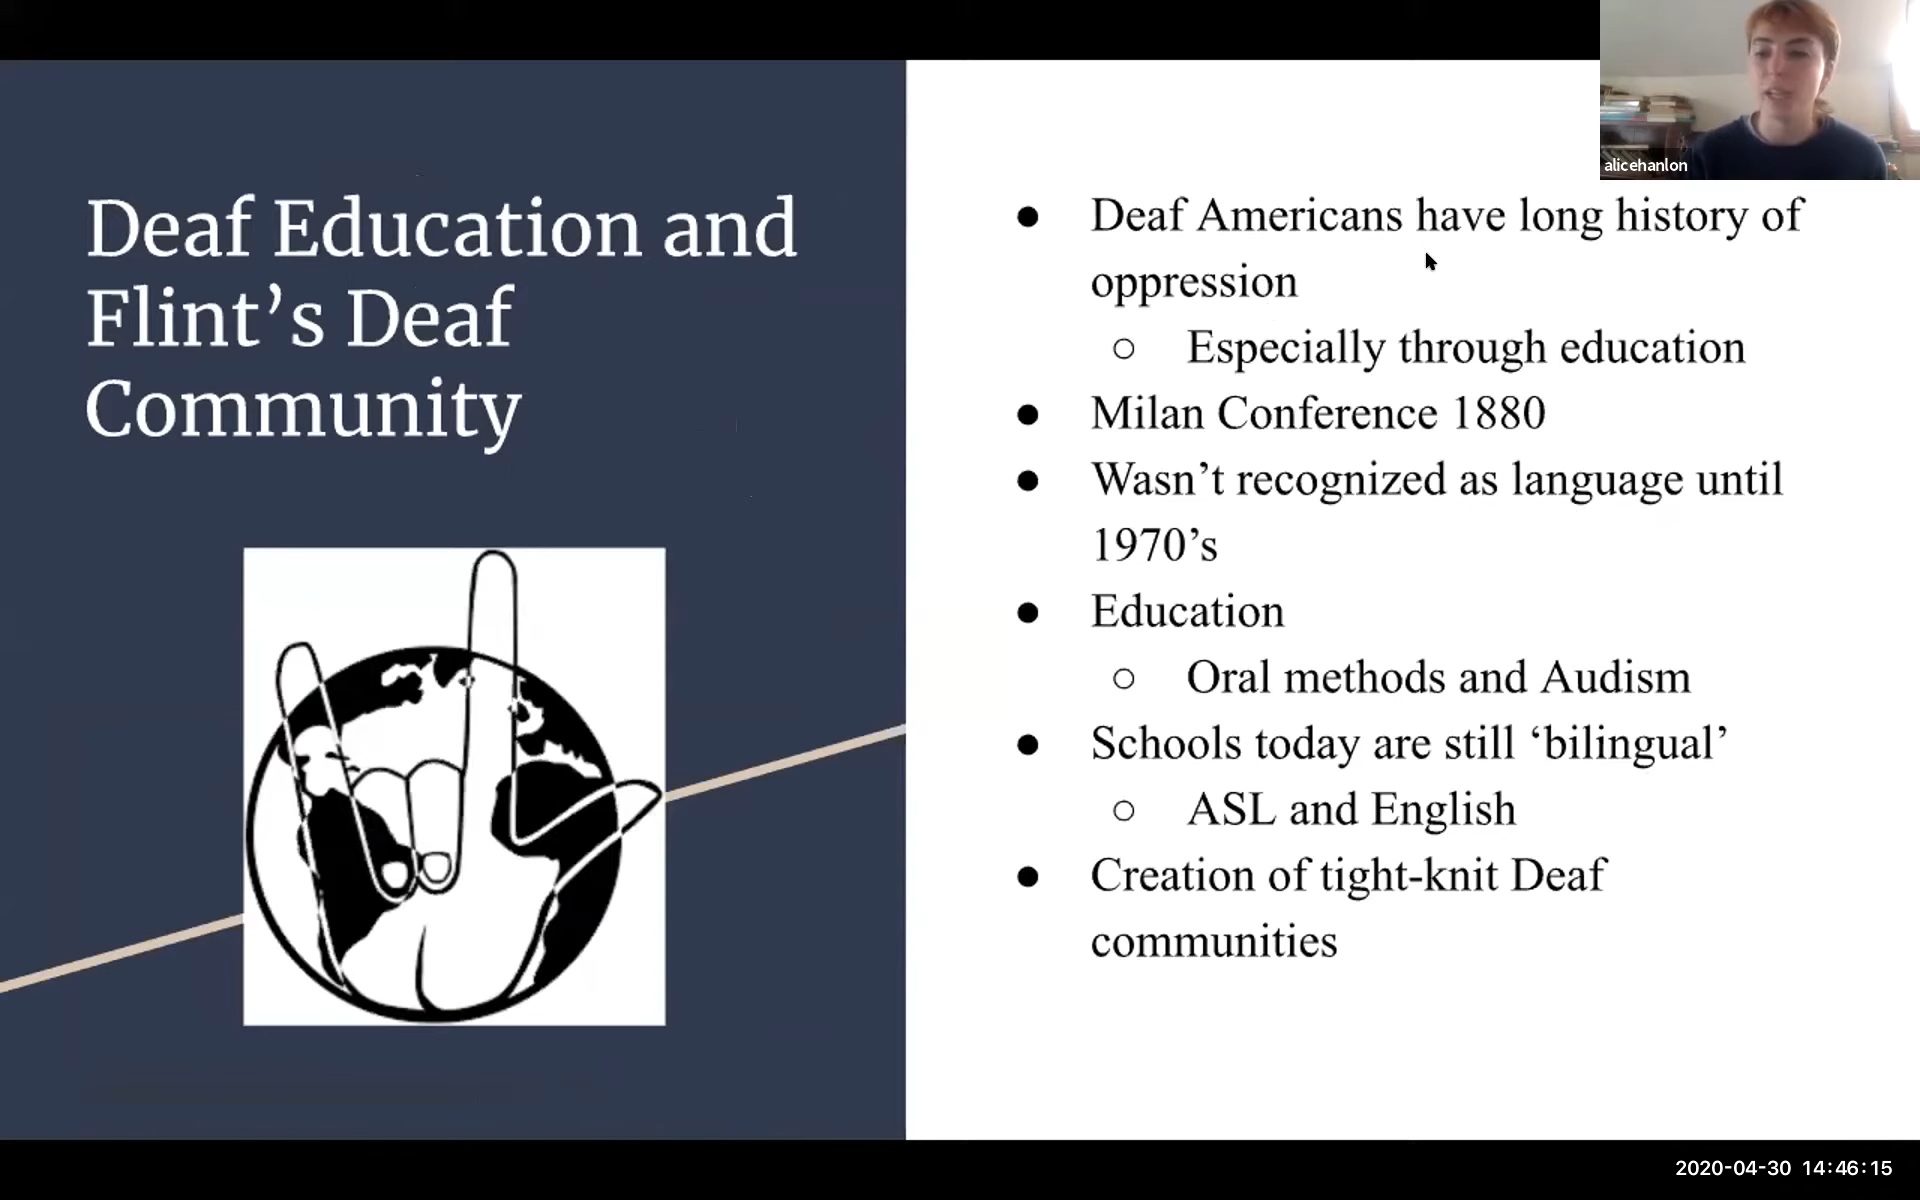 alicehanlon
Deaf Education and
Flint’s Deaf
Community
● Deaf Americans have long history of
oppression
○ Especially through education
● Milan Conference 1880
● Wasn’t recognized as language until
1970’s
● Education
○ Oral methods and Audism
● Schools today are still ‘bilingual’
○ ASL and English
● Creation of tight-knit Deaf
communities
2020-04-30 14:46:15